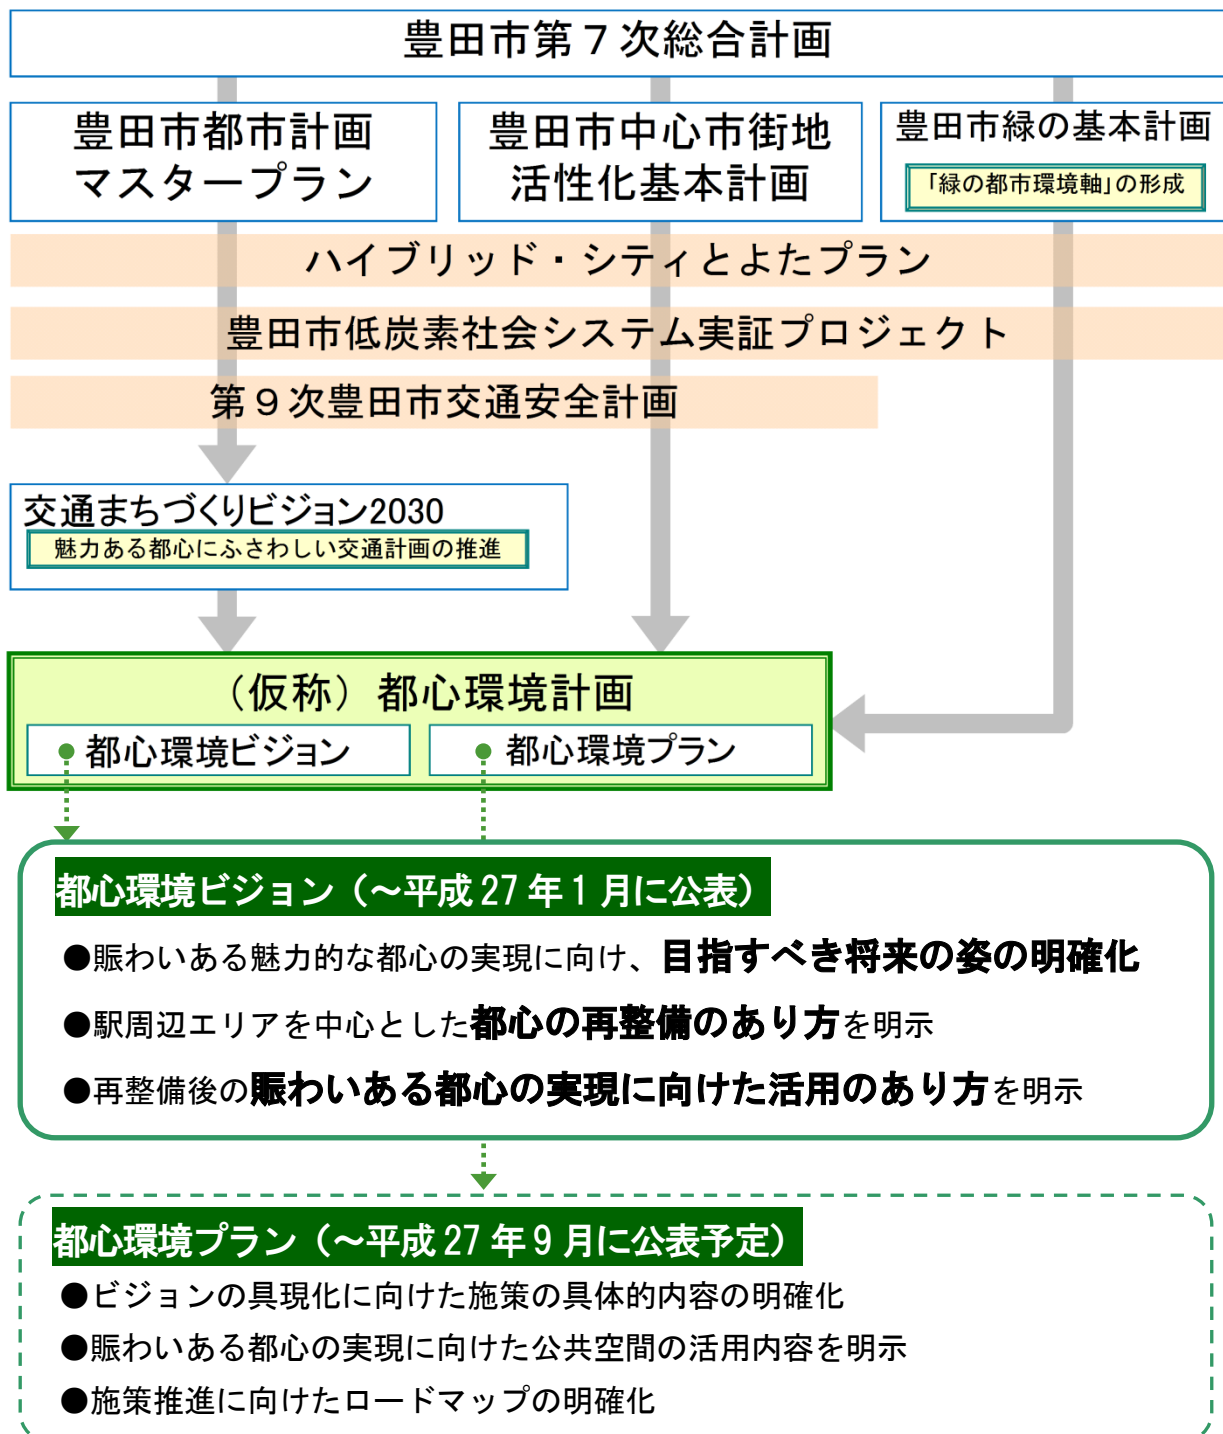 豊田市第７次総合計画
豊田市都市計画
マスタープラン
豊田市中心市街地
活性化基本計画
豊田市緑の基本計画
「緑の都市環境軸」の形成
ハイブリッド・シティとよたプラン
豊田市低炭素社会システム実証プロジェクト
第９次豊田市交通安全計画
交通まちづくりビジョン2030
魅力ある都心にふさわしい交通計画の推進
（仮称）都心環境計画
都心環境ビジョン
都心環境プラン
都心環境ビジョン（～平成27年1月に公表）
●賑わいある魅力的な都心の実現に向け、目指すべき将来の姿の明確化
●駅周辺エリアを中心とした都心の再整備のあり方を明示
●再整備後の賑わいある都心の実現に向けた活用のあり方を明示
都心環境プラン（～平成27年9月に公表予定）
●ビジョンの具現化に向けた施策の具体的内容の明確化
●賑わいある都心の実現に向けた公共空間の活用内容を明示
●施策推進に向けたロードマップの明確化